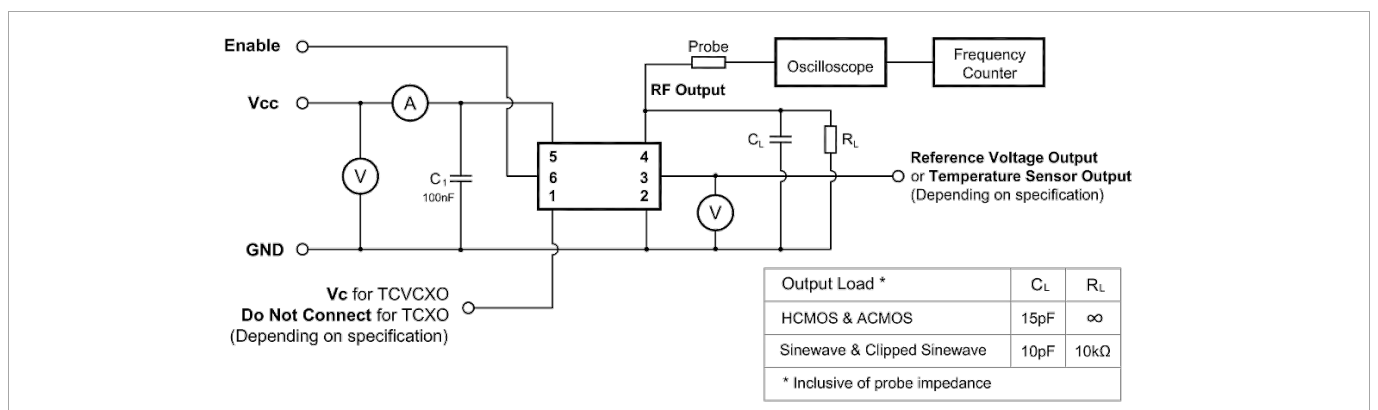 Enable
Probe
Oscilloscope
Frequency
Counter
Vcc
A
RF Output
V
C1
100nF
5
4
6
3
1
2
CL
RL
V
Reference Voltage Output
or Temperature Sensor Output
(Depending on specification)
GND
Vc for TCVCXO
Do Not Connect for TCXO
(Depending on specification)
Output Load * CL RL
HCMOS & ACMOS 15pF ∞
Sinewave & Clipped Sinewave 10pF 10kΩ
* Inclusive of probe impedance